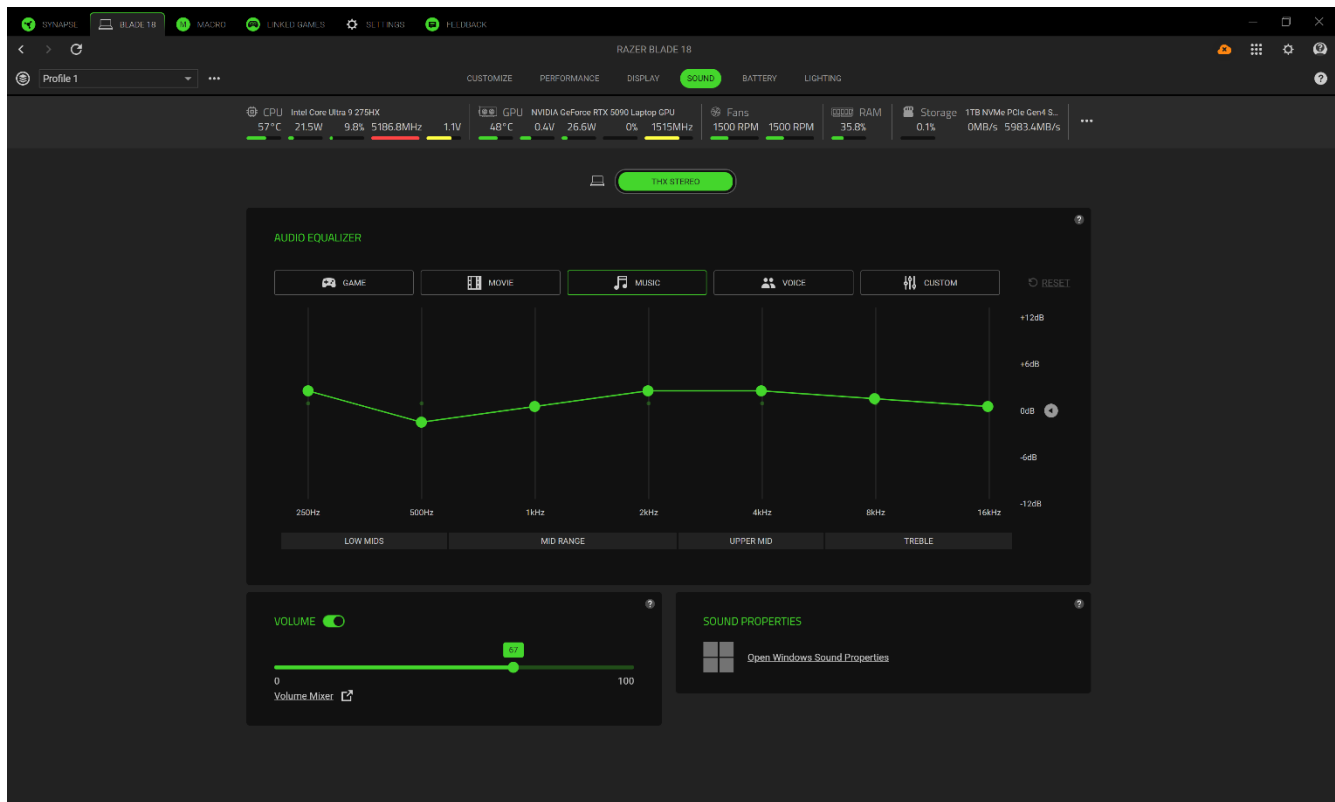 SYNAPSE BLADE 18 M MACRO LINKED GAMES SETTINGS FEEDBACK
RAZER BLADE 18
Profile 1 CUSTOMIZE PERFORMANCE DISPLAY SOUND BATTERY LIGHTING ?
CPU Intel Core Ultra 9 275HX GPU NVIDIA GeForce RTX 5090 Laptop GPU Fans RAM Storage 1TB NVMe PCIe Gen4 S...
57°C 21.5W 9.8% 5186.8MHz 1.1V 48°C 0.4V 26.6W 0% 1515MHz 1500 RPM 1500 RPM 35.8% 0.1% 0MB/s 5983.4MB/s
THX STEREO
?
AUDIO EQUALIZER
GAME MOVIE MUSIC VOICE CUSTOM RESET
+12dB
+6dB
0dB
-6dB
-12dB
250Hz 500Hz 1kHz 2kHz 4kHz 8kHz 16kHz
LOW MIDS MID RANGE UPPER MID TREBLE
? ?
VOLUME SOUND PROPERTIES
67
Open Windows Sound Properties
0 100
Volume Mixer